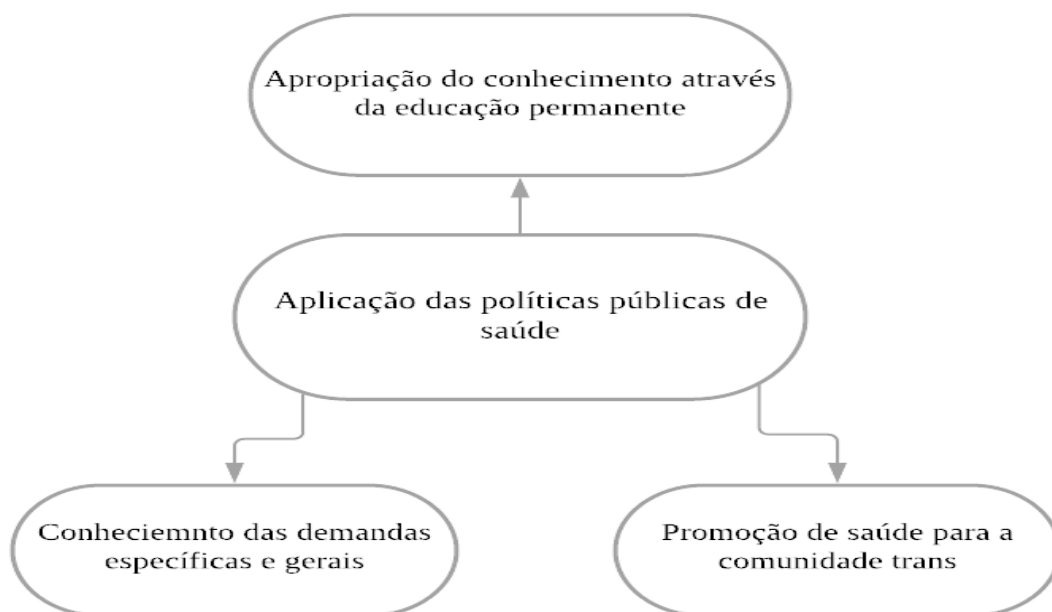 Apropriação do conhecimento através
da educação permanente
Aplicação das políticas públicas de
saúde
Conheciemnto das demandas
específicas e gerais
Promoção de saúde para a
comunidade trans